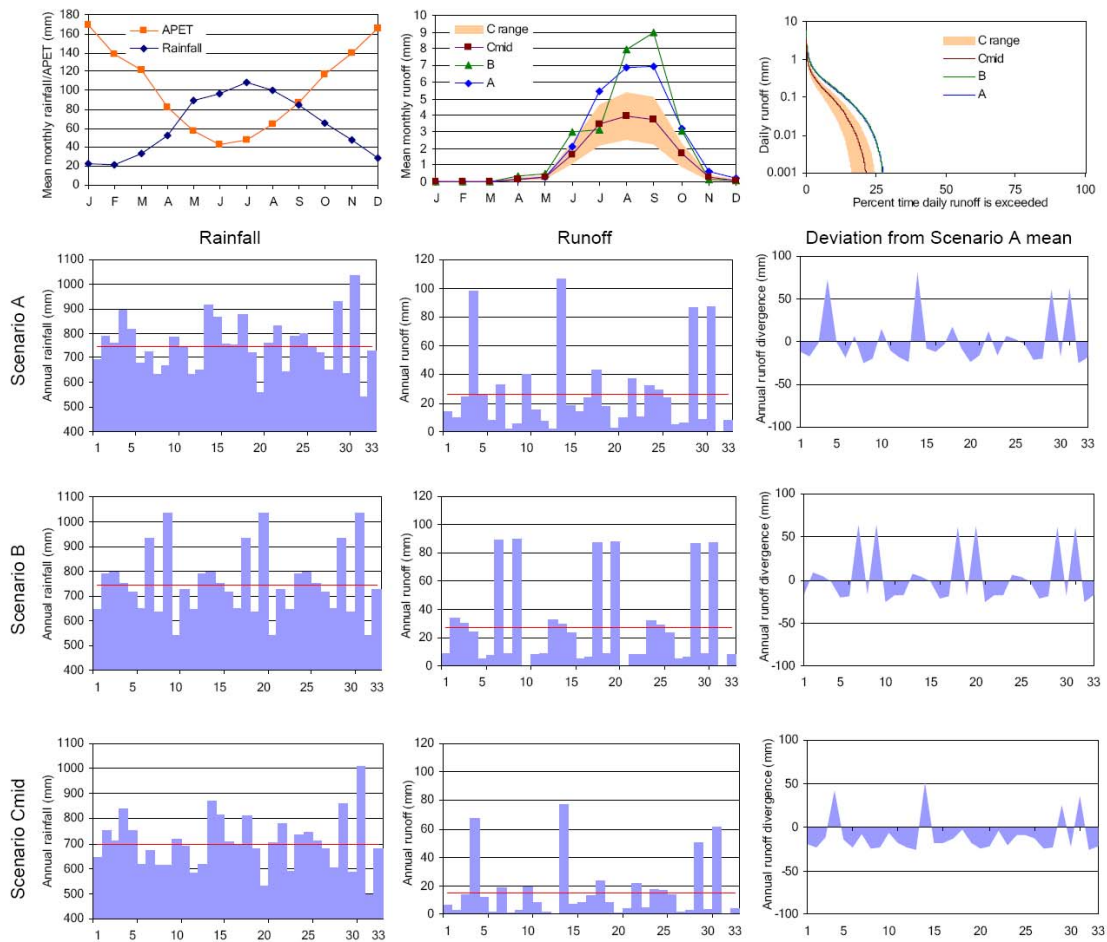 Mean monthly rainfall/APET (mm)
180
160
140
120
100
80
60
40
20
0
APET
Rainfall
J F M A M J J A S O N D
Mean monthly runoff (mm)
10
9
8
7
6
5
4
3
2
1
0
C range
Cmid
B
A
J F M A M J J A S O N D
Daily runoff (mm)
10
1
0.1
0.01
0.001
C range
Cmid
B
A
0 25 50 75 100
Percent time daily runoff is exceeded
Rainfall
Runoff
Deviation from Scenario A mean
Scenario A
Annual rainfall (mm)
1100
1000
900
800
700
600
500
400
1 5 10 15 20 25 30 33
Annual runoff (mm)
120
100
80
60
40
20
0
1 5 10 15 20 25 30 33
Annual runoff divergence (mm)
100
50
0
-50
-100
1 5 10 15 20 25 30 33
Scenario B
Annual rainfall (mm)
1100
1000
900
800
700
600
500
400
1 5 10 15 20 25 30 33
Annual runoff (mm)
120
100
80
60
40
20
0
1 5 10 15 20 25 30 33
Annual runoff divergence (mm)
100
50
0
-50
-100
1 5 10 15 20 25 30 33
Scenario Cmid
Annual rainfall (mm)
1100
1000
900
800
700
600
500
400
1 5 10 15 20 25 30 33
Annual runoff (mm)
120
100
80
60
40
20
0
1 5 10 15 20 25 30 33
Annual runoff divergence (mm)
100
50
0
-50
-100
1 5 10 15 20 25 30 33